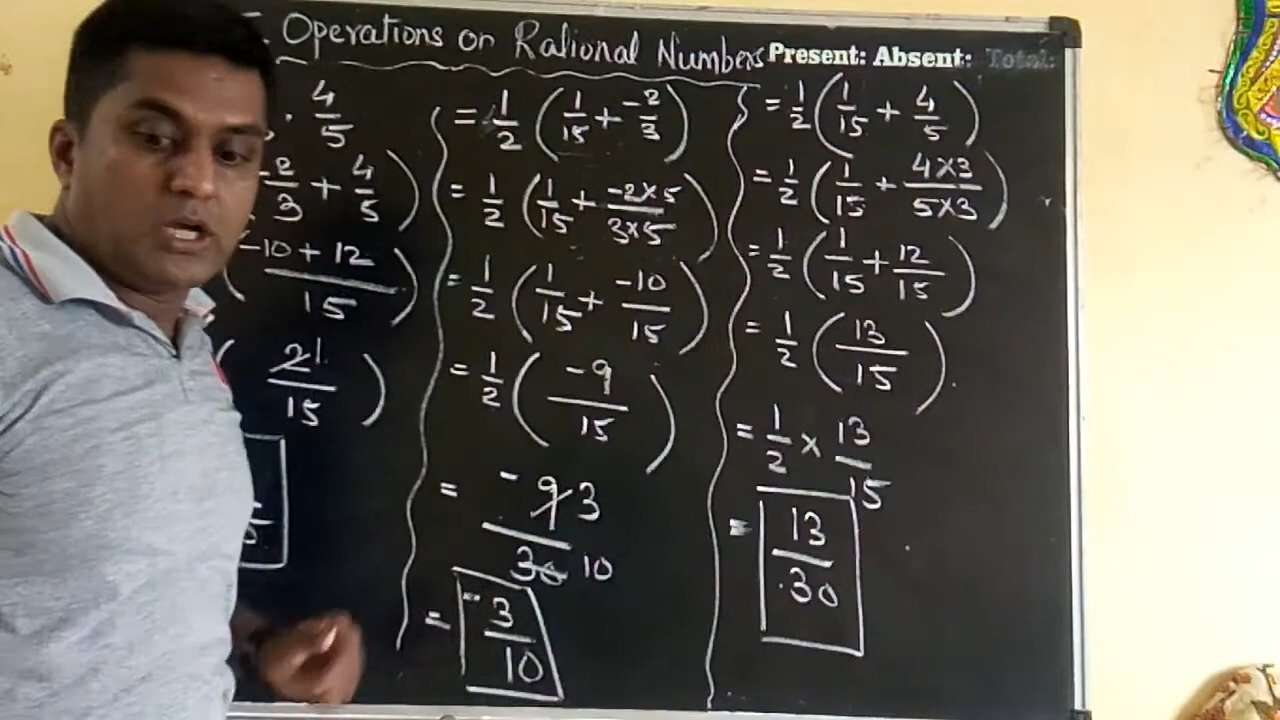 Operations on Rational Numbers Present: Absent: Total:
. 4/5
-2/3 + 4/5 )
( -10 + 12 / 15 )
( 21 / 15 )
= 1/2 ( 1/15 + -2/3 )
= 1/2 ( 1/15 + -2×5 / 3×5 )
= 1/2 ( 1/15 + -10/15 )
= 1/2 ( -9/15 )
= -9 3 / 30 10
= -3/10
= 1/2 ( 1/15 + 4/5 )
= 1/2 ( 1/15 + 4×3 / 5×3 )
= 1/2 ( 1/15 + 12/15 )
= 1/2 ( 13/15 )
= 1/2 × 13/15
= 13/30